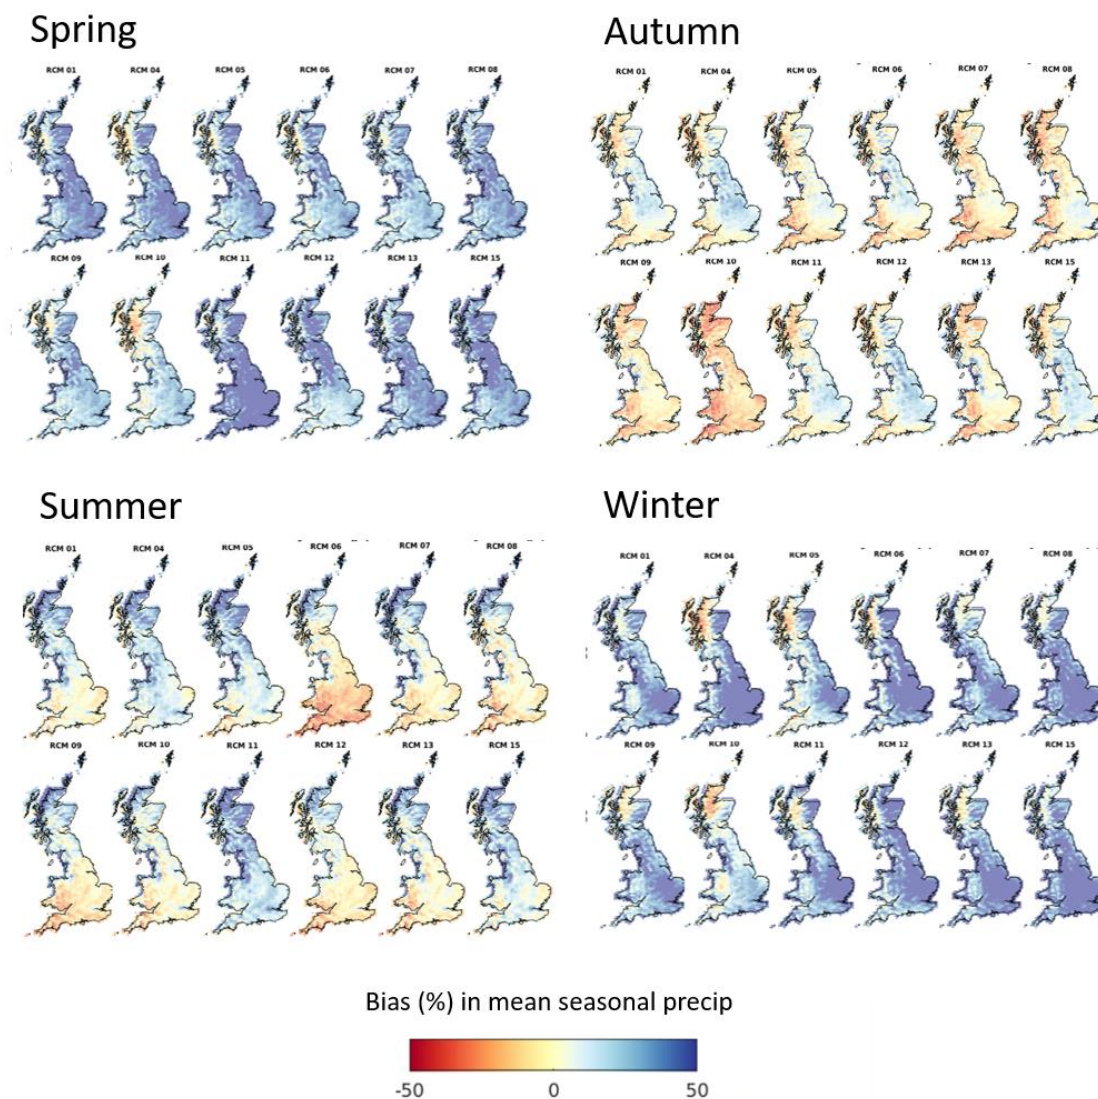 Spring
RCM 01 RCM 04 RCM 05 RCM 06 RCM 07 RCM 08
RCM 09 RCM 10 RCM 11 RCM 12 RCM 13 RCM 15
Autumn
RCM 01 RCM 04 RCM 05 RCM 06 RCM 07 RCM 08
RCM 09 RCM 10 RCM 11 RCM 12 RCM 13 RCM 15
Summer
RCM 01 RCM 04 RCM 05 RCM 06 RCM 07 RCM 08
RCM 09 RCM 10 RCM 11 RCM 12 RCM 13 RCM 15
Winter
RCM 01 RCM 04 RCM 05 RCM 06 RCM 07 RCM 08
RCM 09 RCM 10 RCM 11 RCM 12 RCM 13 RCM 15
Bias (%) in mean seasonal precip
-50 0 50